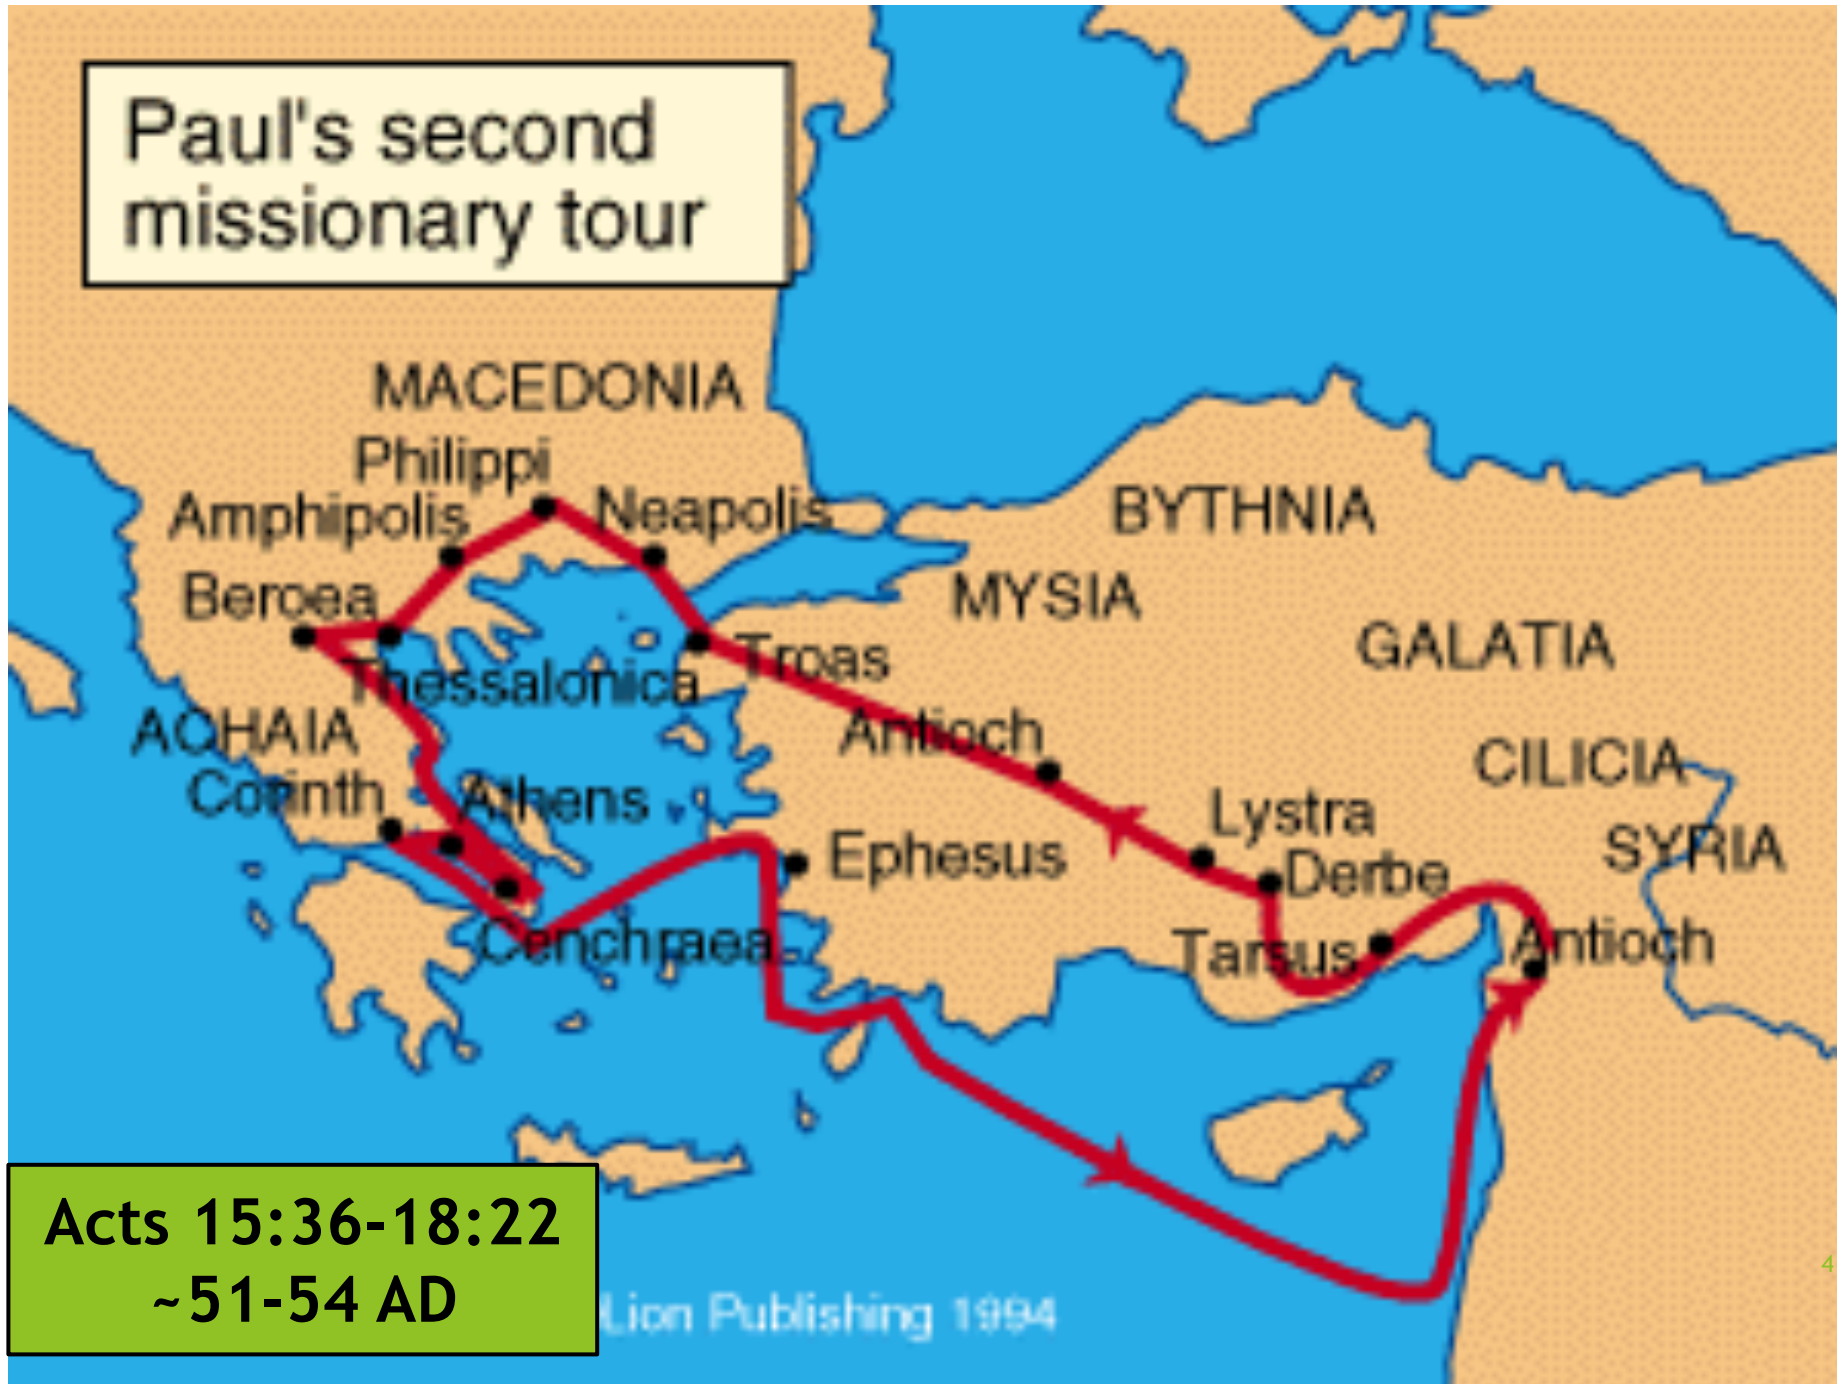 Paul's second
missionary tour
MACEDONIA
Philippi
Amphipolis
Neapolis
BYTHNIA
Beroea
MYSIA
GALATIA
Troas
Thessalonica
ACHAIA
Antioch
CILICIA
Corinth
Athens
Lystra
SYRIA
Ephesus
Derbe
Cenchraea
Tarsus
Antioch
Acts 15:36-18:22
~51-54 AD
Lion Publishing 1994
4